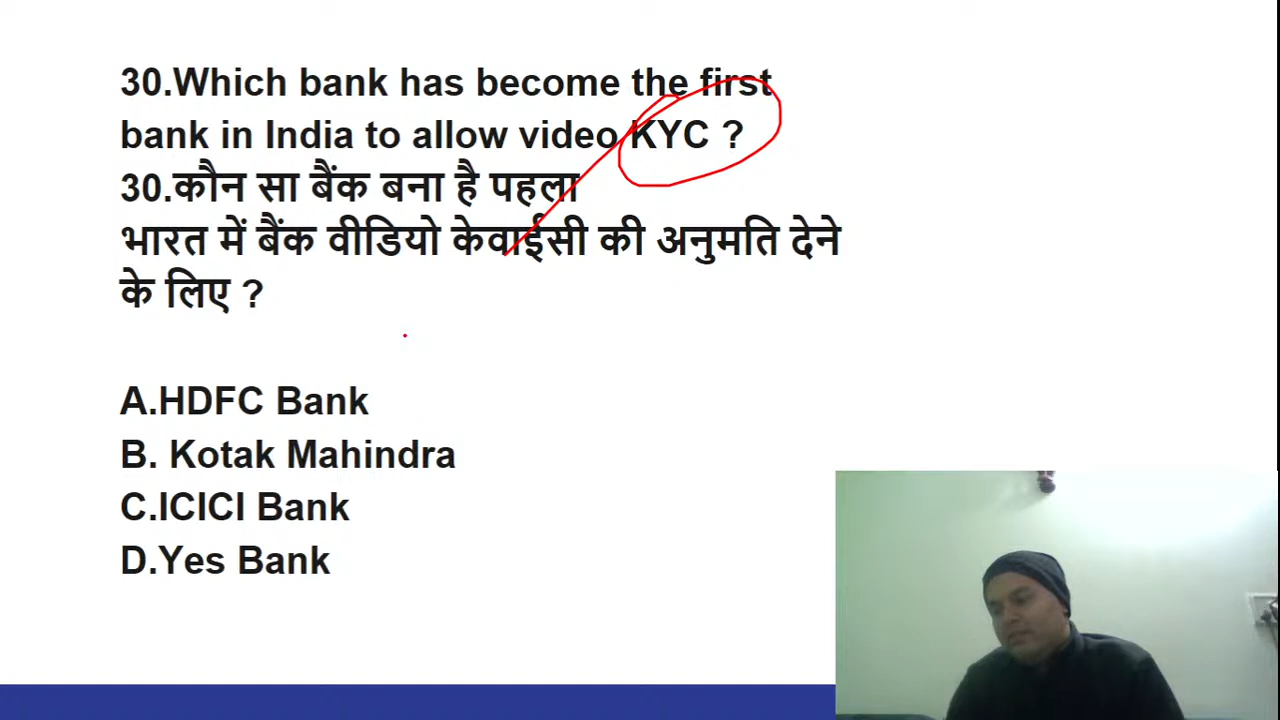 30.Which bank has become the first
bank in India to allow video KYC ?
30.कौन सा बैंक बना है पहला
भारत में बैंक वीडियो केवाईसी की अनुमति देने
के लिए ?
A.HDFC Bank
B. Kotak Mahindra
C.ICICI Bank
D.Yes Bank